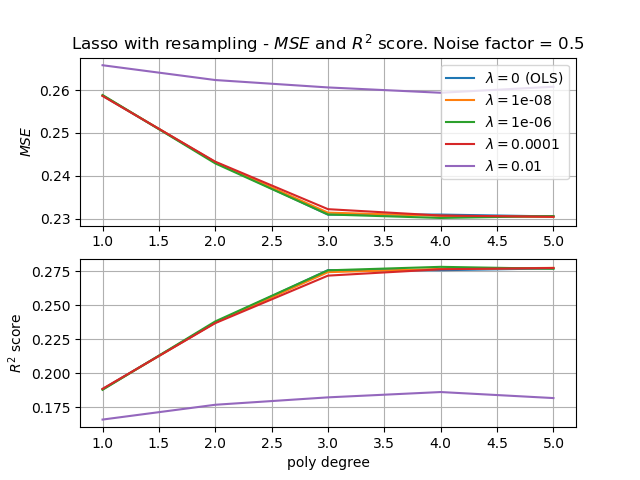 Lasso with resampling - MSE and R² score. Noise factor = 0.5
λ = 0 (OLS)
λ = 1e-08
λ = 1e-06
λ = 0.0001
λ = 0.01
MSE
0.26
0.25
0.24
0.23
1.0 1.5 2.0 2.5 3.0 3.5 4.0 4.5 5.0
R² score
0.275
0.250
0.225
0.200
0.175
1.0 1.5 2.0 2.5 3.0 3.5 4.0 4.5 5.0
poly degree